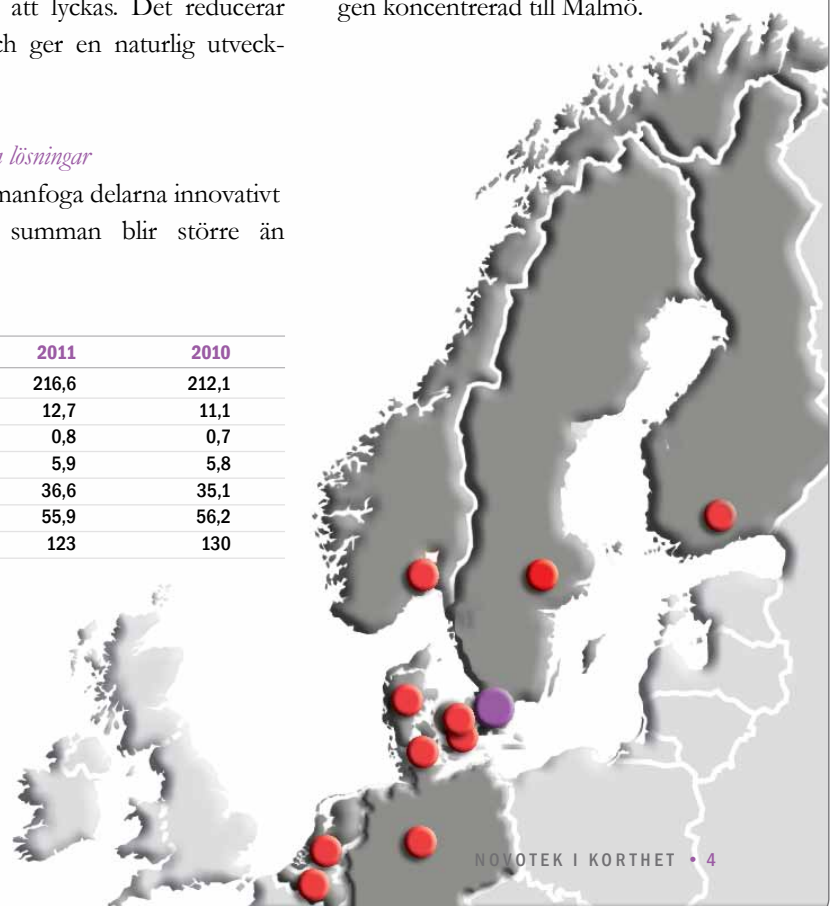 att lyckas. Det reducerar
ger en naturlig utveck-
lösningar
delarna innovativt
summan blir större än
2011 2010
216,6 212,1
12,7 11,1
0,8 0,7
5,9 5,8
36,6 35,1
55,9 56,2
123 130
gen koncentrerad till Malmö.
NOVOTEK I KORTHET • 4